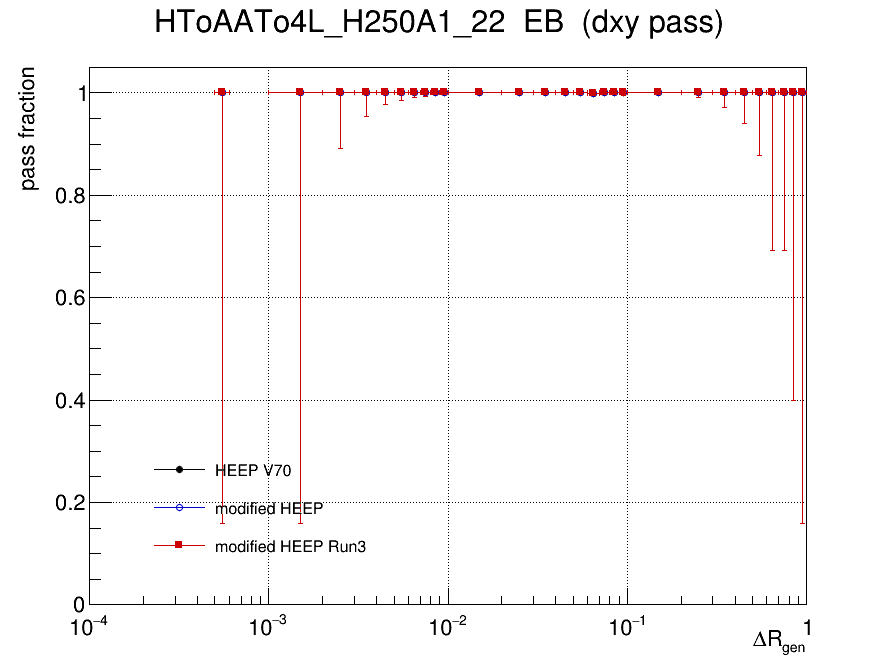 HToAATo4L_H250A1_22 EB (dxy pass)
pass fraction
1
0.8
0.6
0.4
0.2
0
HEEP V70
modified HEEP
modified HEEP Run3
10⁻⁴ 10⁻³ 10⁻² 10⁻¹ 1
ΔR_gen